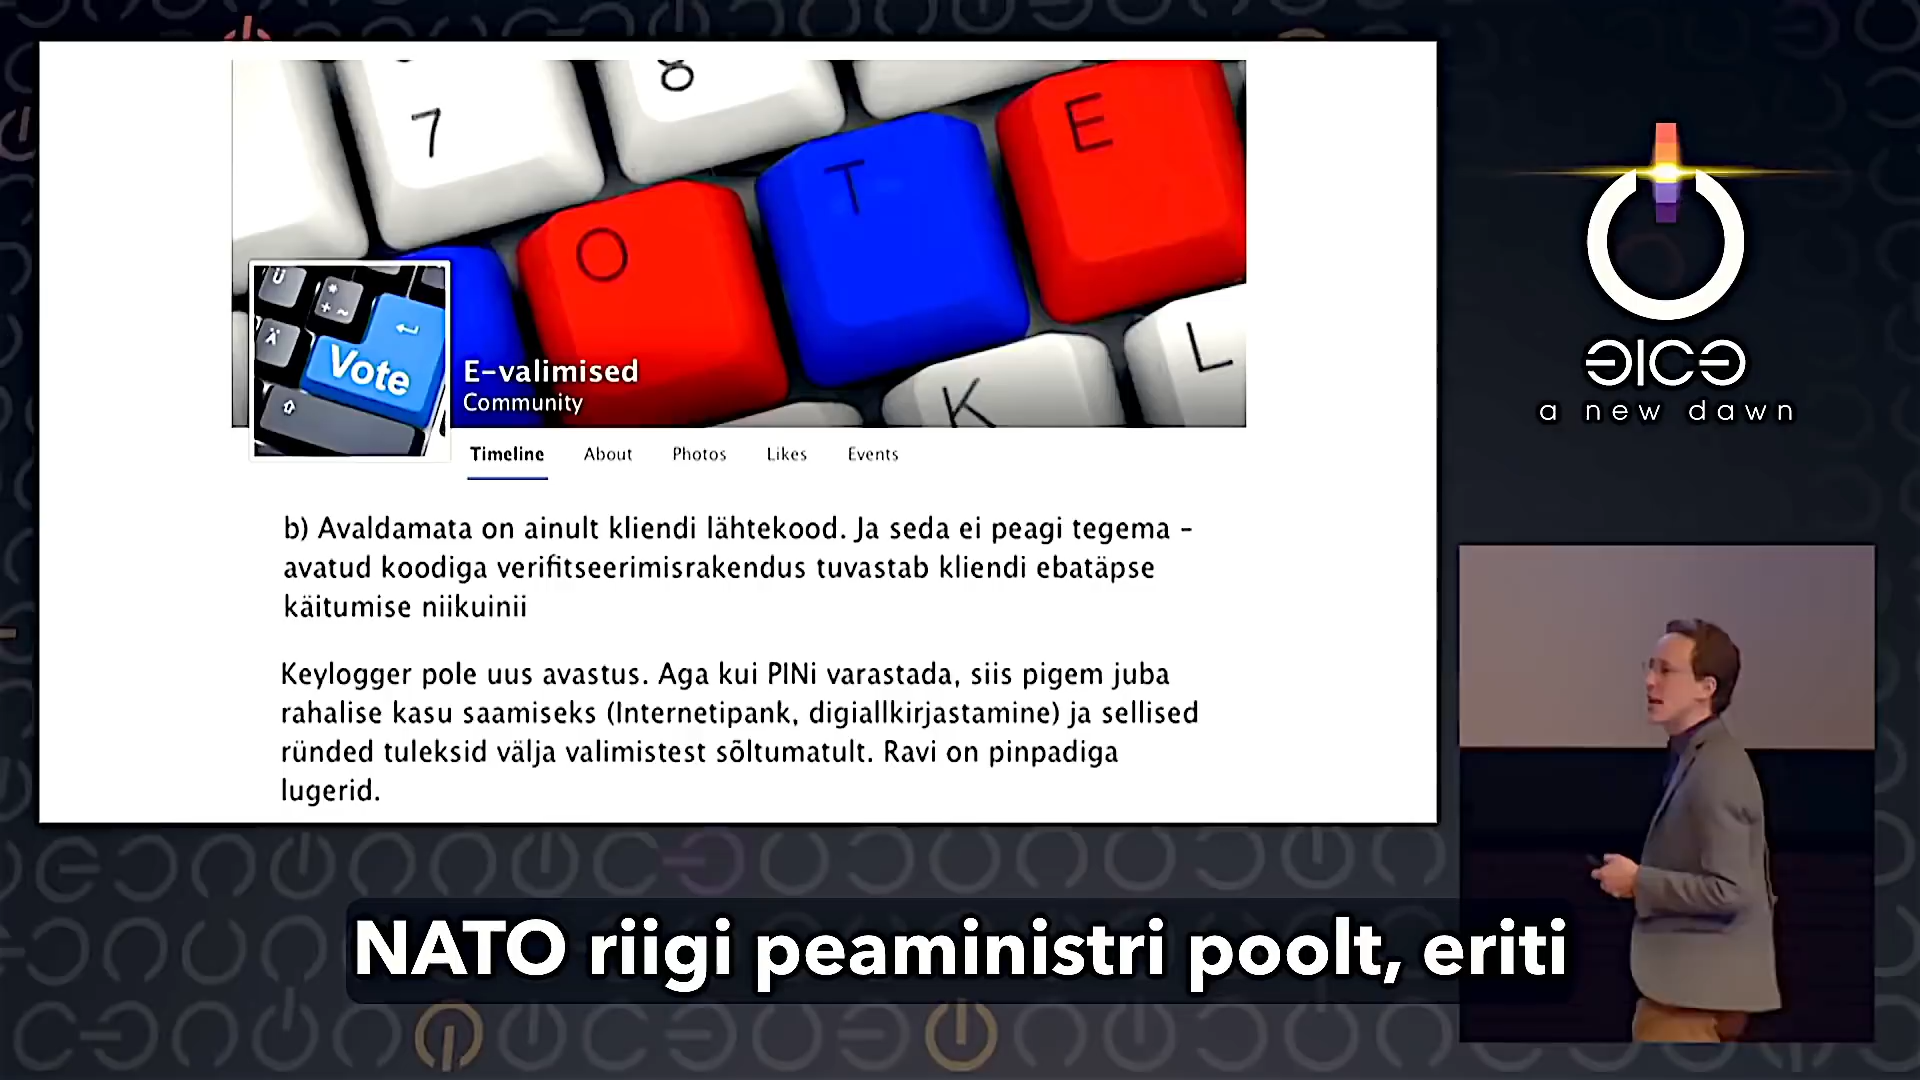 7
8
O
T
E
K
L
Ü
*
+ ~
Ä
Vote
E-valimised
Community
Timeline About Photos Likes Events
b) Avaldamata on ainult kliendi lähtekood. Ja seda ei peagi tegema -
avatud koodiga verifitseerimisrakendus tuvastab kliendi ebatäpse
käitumise niikuinii
Keylogger pole uus avastus. Aga kui PINi varastada, siis pigem juba
rahalise kasu saamiseks (Internetipank, digiallkirjastamine) ja sellised
ründed tuleksid välja valimistest sõltumatult. Ravi on pinpadiga
lugerid.
a new dawn
NATO riigi peaministri poolt, eriti